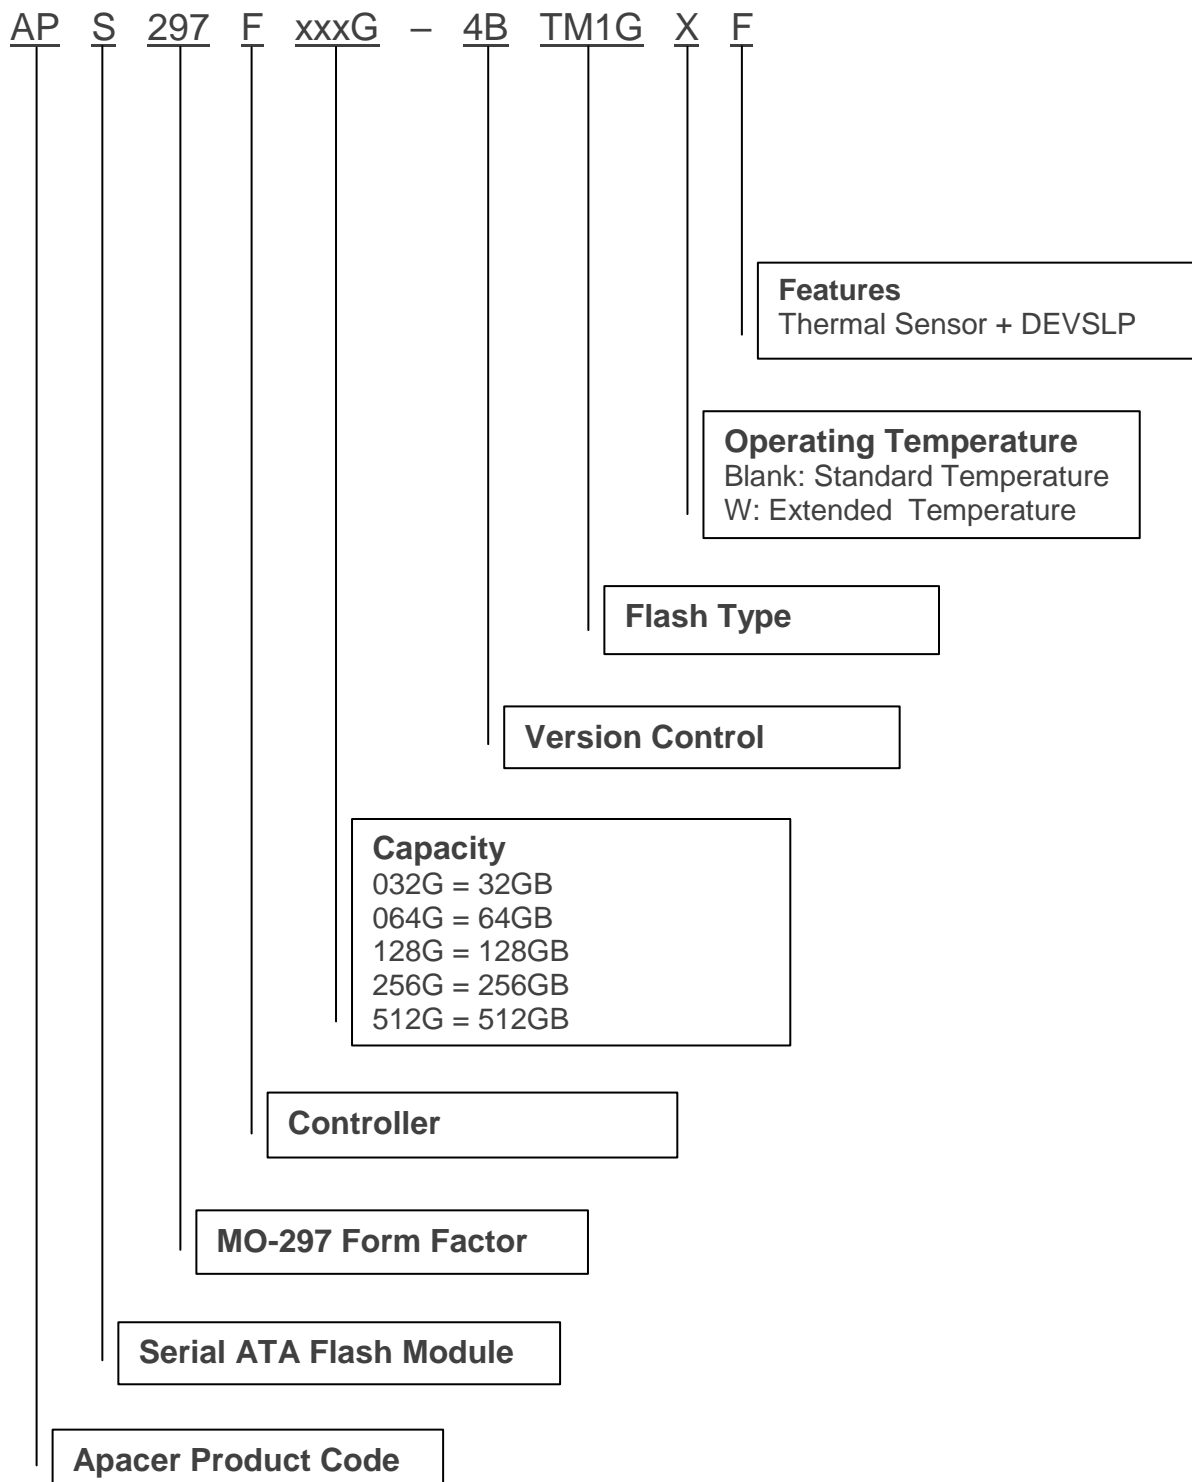 AP S 297 F xxxG – 4B TM1G X F
Features
Thermal Sensor + DEVSLP
Operating Temperature
Blank: Standard Temperature
W: Extended Temperature
Flash Type
Version Control
Capacity
032G = 32GB
064G = 64GB
128G = 128GB
256G = 256GB
512G = 512GB
Controller
MO-297 Form Factor
Serial ATA Flash Module
Apacer Product Code